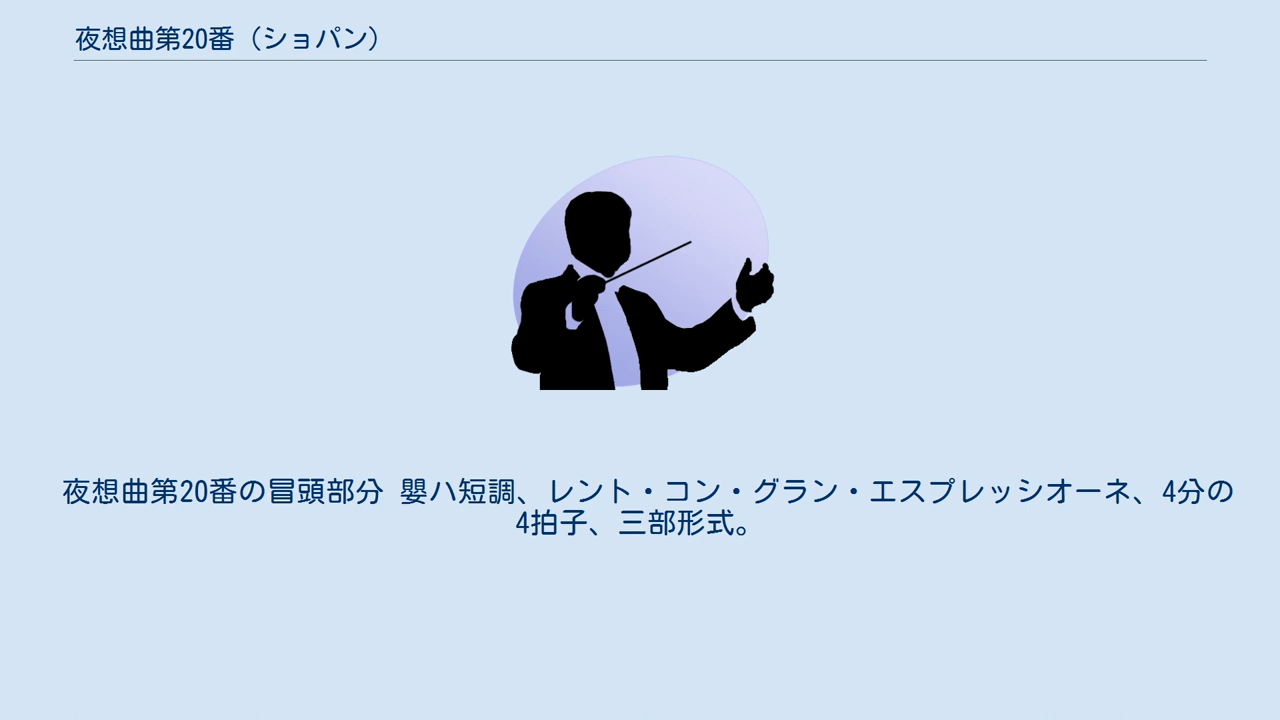 夜想曲第20番（ショパン）
夜想曲第20番の冒頭部分 嬰ハ短調、レント・コン・グラン・エスプレッシオーネ、4分の
4拍子、三部形式。